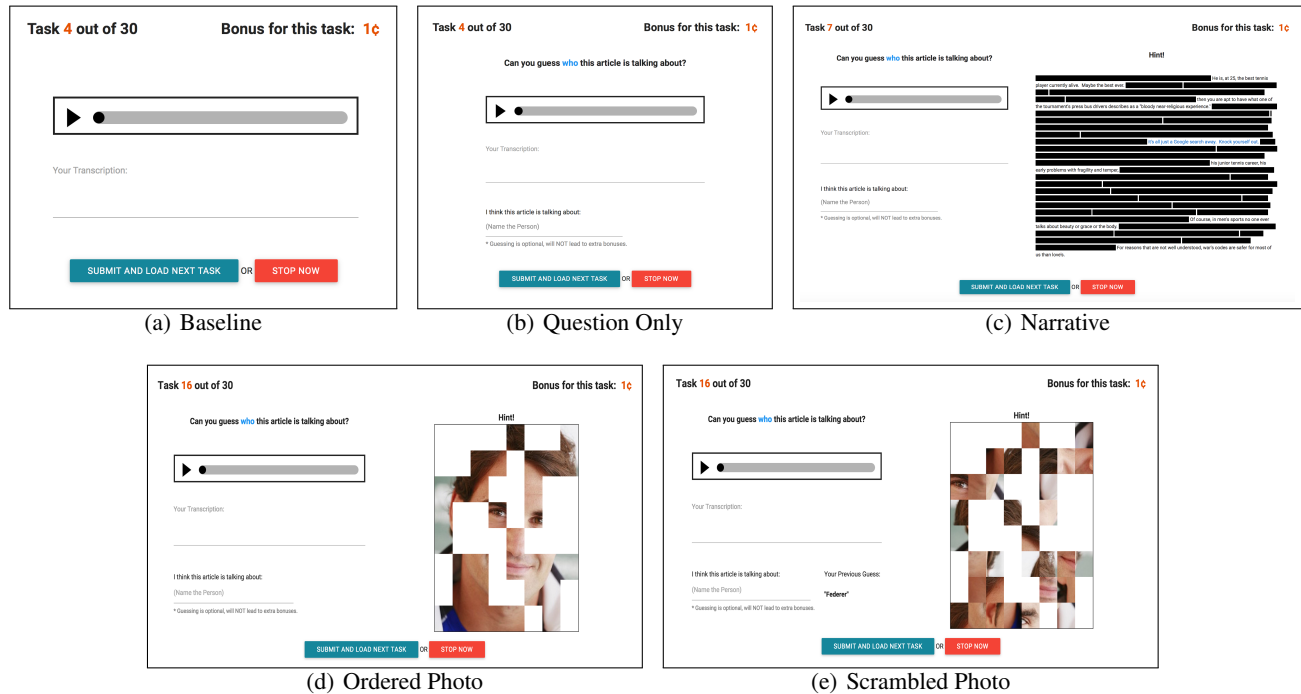 Task 4 out of 30 Bonus for this task: 1¢
Your Transcription:
SUBMIT AND LOAD NEXT TASK OR STOP NOW
(a) Baseline
Task 4 out of 30 Bonus for this task: 1¢
Can you guess who this article is talking about?
Your Transcription:
I think this article is talking about:
(Name the Person)
* Guessing is optional, will NOT lead to extra bonuses.
SUBMIT AND LOAD NEXT TASK OR STOP NOW
(b) Question Only
Task 7 out of 30 Bonus for this task: 1¢
Can you guess who this article is talking about?
Your Transcription:
I think this article is talking about:
(Name the Person)
* Guessing is optional, will NOT lead to extra bonuses.
Hint!
He is, at 25, the best tennis
player currently alive. Maybe the best ever.
then you are apt to have what one of
the tournament's press bus drivers describes as a "bloody near-religious experience."
It's all just a Google search away. Knock yourself out.
his junior tennis career, his
early problems with fragility and temper,
Of course, in men's sports no one ever
talks about beauty or grace or the body.
For reasons that are not well understood, war's codes are safer for most of
us than love's.
SUBMIT AND LOAD NEXT TASK OR STOP NOW
(c) Narrative
Task 16 out of 30 Bonus for this task: 1¢
Can you guess who this article is talking about?
Your Transcription:
I think this article is talking about:
(Name the Person)
* Guessing is optional, will NOT lead to extra bonuses.
Hint!
SUBMIT AND LOAD NEXT TASK OR STOP NOW
(d) Ordered Photo
Task 16 out of 30 Bonus for this task: 1¢
Can you guess who this article is talking about?
Your Transcription:
I think this article is talking about:
(Name the Person)
* Guessing is optional, will NOT lead to extra bonuses.
Your Previous Guess:
"Federer"
Hint!
SUBMIT AND LOAD NEXT TASK OR STOP NOW
(e) Scrambled Photo